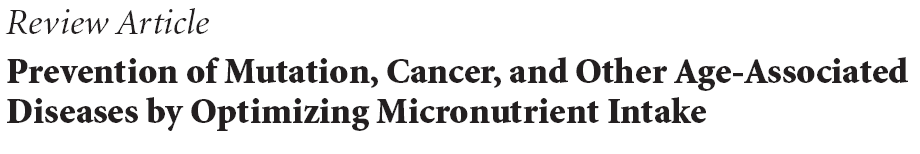 Review Article
Prevention of Mutation, Cancer, and Other Age-Associated
Diseases by Optimizing Micronutrient Intake